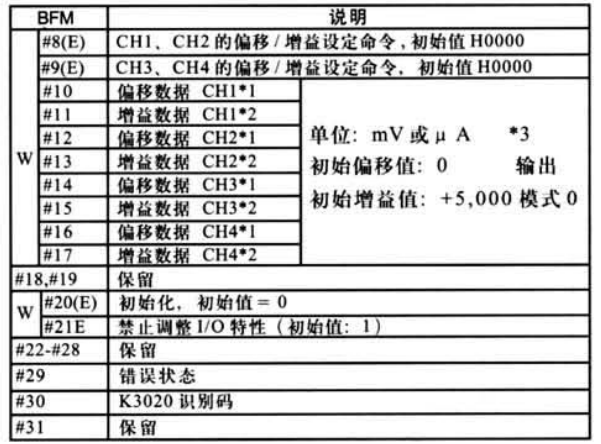 BFM 说明
#8(E) CH1、CH2 的偏移 / 增益设定命令，初始值 H0000
#9(E) CH3、CH4 的偏移 / 增益设定命令，初始值 H0000
#10 偏移数据 CH1*1
#11 增益数据 CH1*2
#12 偏移数据 CH2*1
W #13 增益数据 CH2*2
#14 偏移数据 CH3*1
#15 增益数据 CH3*2
#16 偏移数据 CH4*1
#17 增益数据 CH4*2
单位：mV 或 μ A *3
初始偏移值：0 输出
初始增益值：+5,000 模式 0
#18,#19 保留
W #20(E) 初始化，初始值 = 0
#21E 禁止调整 I/O 特性（初始值：1）
#22-#28 保留
#29 错误状态
#30 K3020 识别码
#31 保留